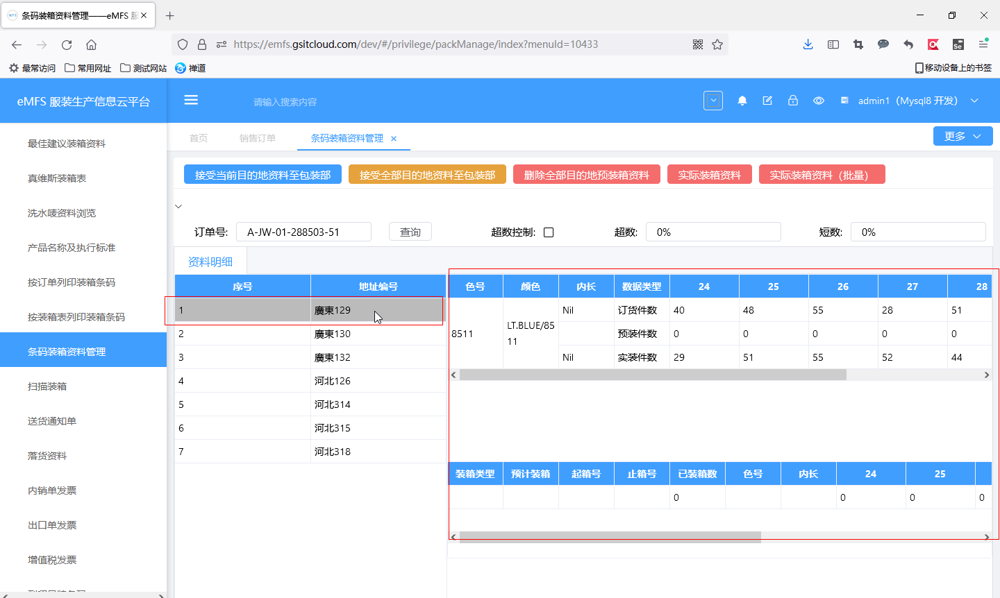 条码装箱资料管理——eMFS 服
https://emfs.gsitcloud.com/dev/#/privilege/packManage/index?menuId=10433
最常访问 常用网址 测试网站 禅道 移动设备上的书签
eMFS 服装生产信息云平台 请输入搜索内容 admin1（Mysql8 开发）
首页 销售订单 条码装箱资料管理 更多
最佳建议装箱资料
真维斯装箱表
洗水唛资料浏览
产品名称及执行标准
按订单列印装箱条码
按装箱表列印装箱条码
条码装箱资料管理
扫描装箱
送货通知单
落货资料
内销单发票
出口单发票
增值税发票
接受当前目的地资料至包装部 接受全部目的地资料至包装部 删除全部目的地预装箱资料 实际装箱资料 实际装箱资料（批量）
订单号: A-JW-01-288503-51 查询 超数控制: 超数: 0% 短数: 0%
资料明细
序号 地址编号
1 廣東129
2 廣東130
3 廣東132
4 河北126
5 河北314
6 河北315
7 河北318
色号 颜色 内长 数据类型 24 25 26 27 28
Nil 订货件数 40 48 55 28 51
8511 LT.BLUE/85
11
预装件数 0 0 0 0 0
Nil 实装件数 29 51 55 52 44
装箱类型 预计装箱 起箱号 止箱号 已装箱数 色号 内长 24 25
0 0 0 0